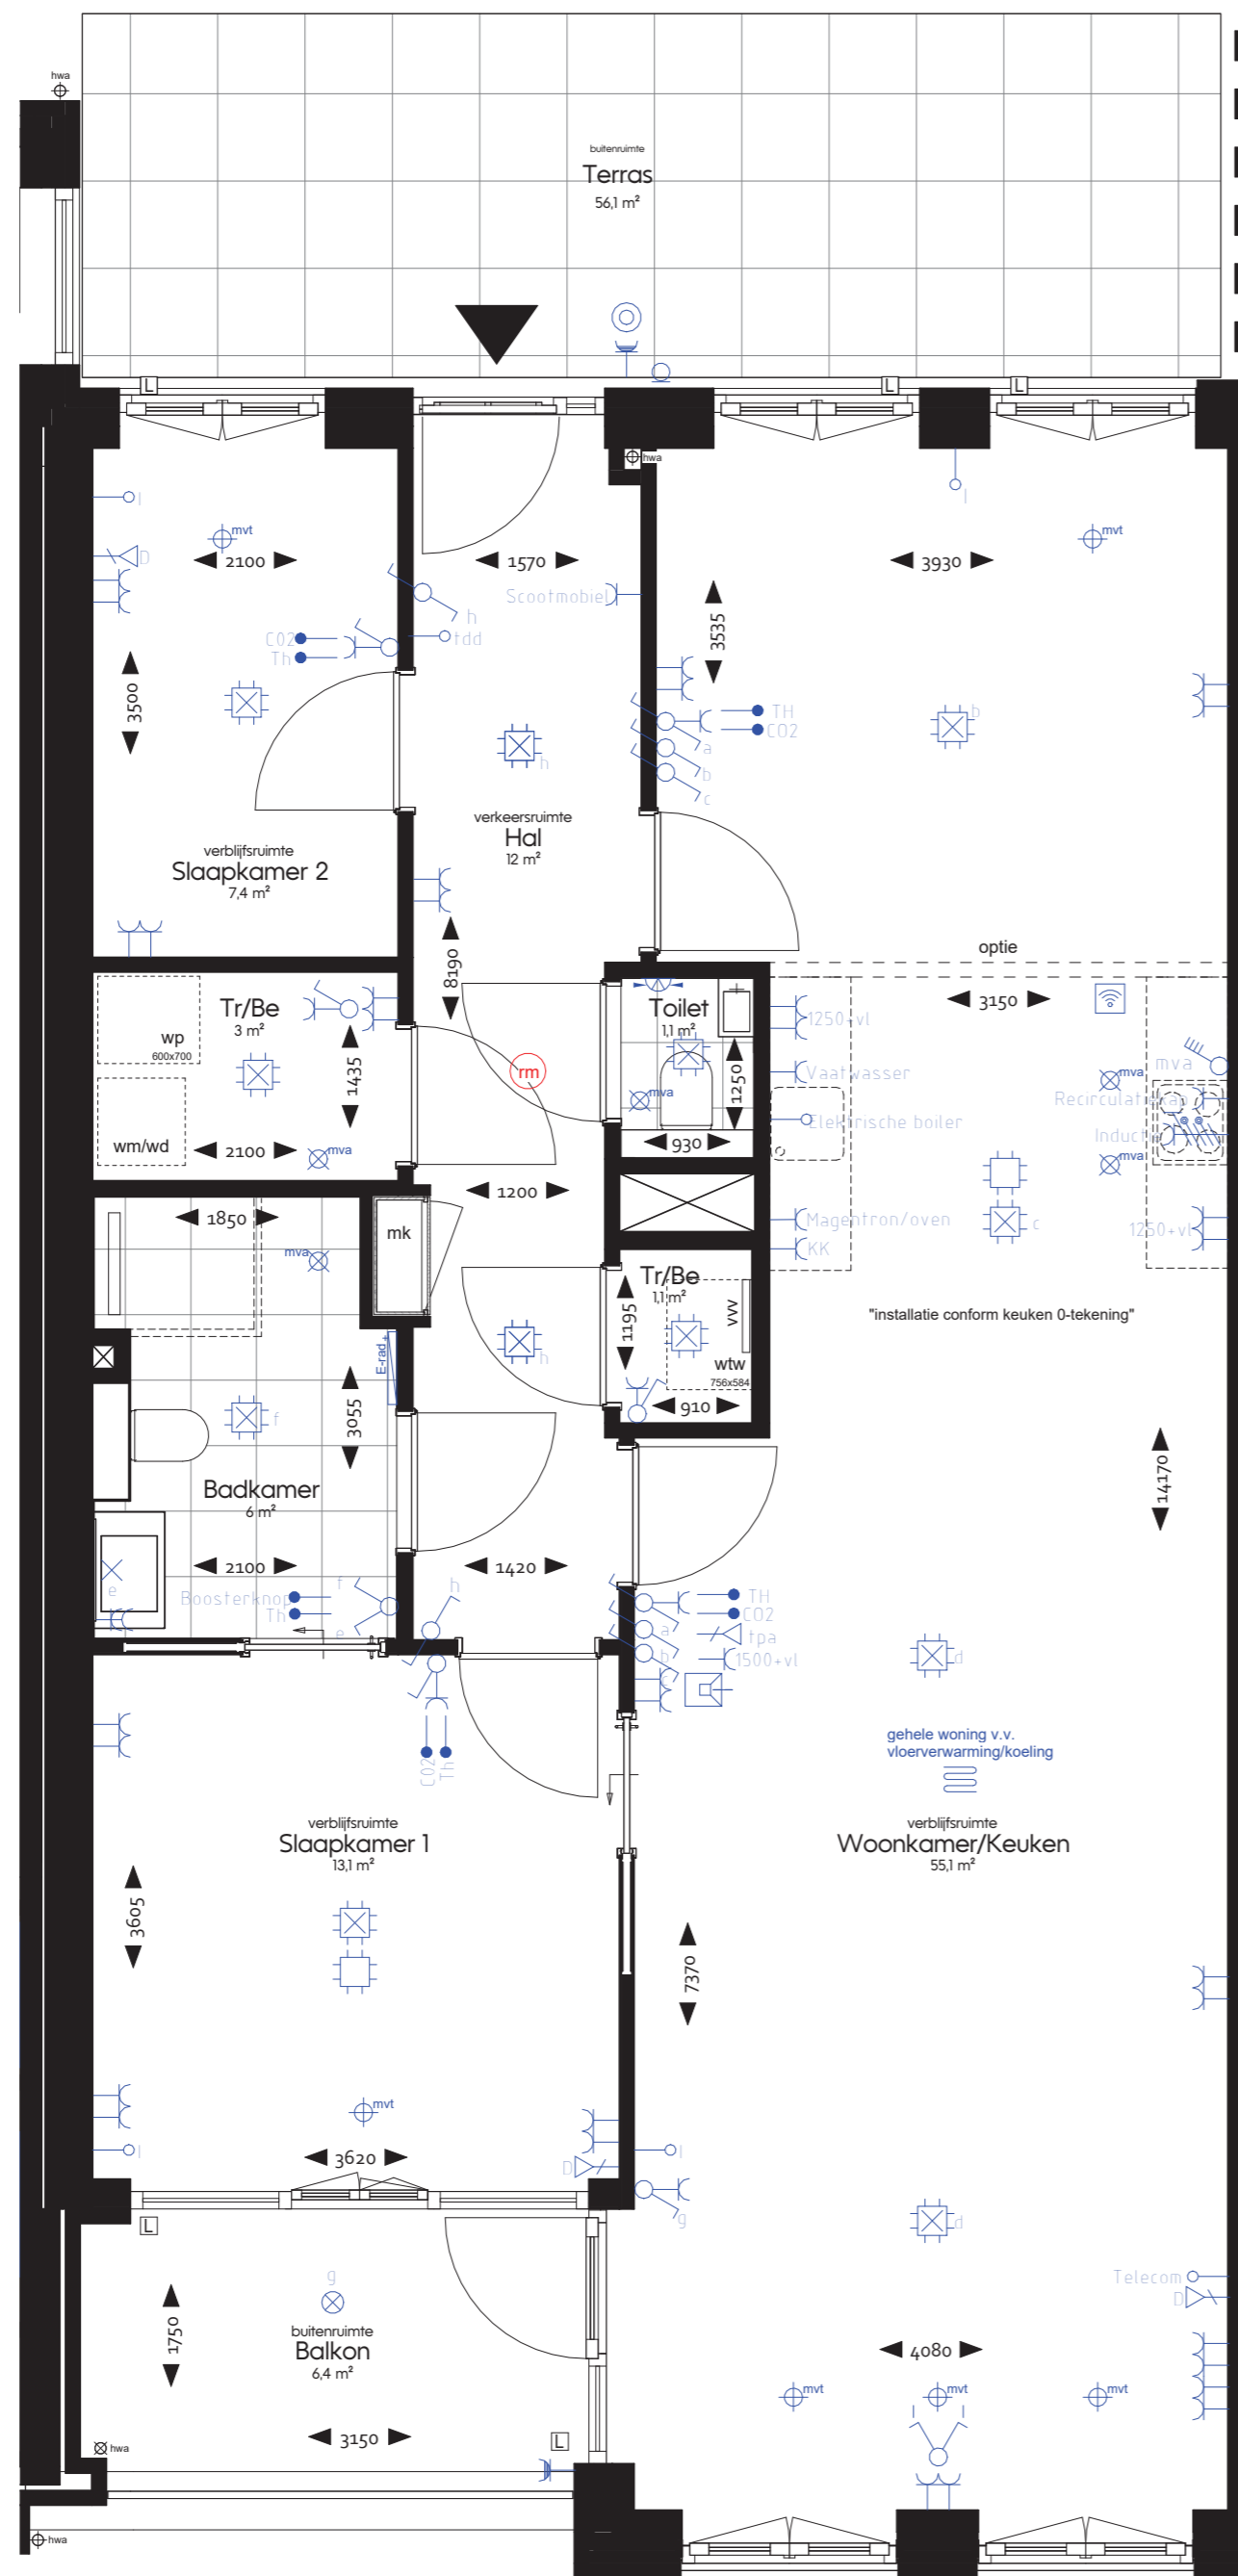 hwa
buitenruimte
Terras
56,1 m²
L
L
L
hwa
l
l
mvt
mvt
D
2100
1570
3930
Scootmobiel
h
3535
CO2
Th
tdd
3500
TH
CO2
a
b
c
b
h
verkeersruimte
Hal
12 m²
verblijfsruimte
Slaapkamer 2
7,4 m²
8190
optie
3150
Tr/Be
3 m²
wp
600x700
1435
Toilet
1,1 m²
1250
1250+vl
rm
mva
mva
mva
Vaatwasser
Recirculatiekap
Elektrische boiler
Inductie
wm/wd
2100
mva
930
mva
1850
1200
mk
Magentron/oven
c
1250+vl
mva
KK
Tr/Be
1,1 m²
1195
vvv
"installatie conform keuken 0-tekening"
h
E-rad.+
wtw
756x584
910
3055
f
14170
Badkamer
6 m²
2100
1420
e
Boosterknop
Th
f
e
h
TH
CO2
a
tpa
b
1500+vl
c
d
gehele woning v.v.
vloerverwarming/koeling
CO2
Th
verblijfsruimte
Slaapkamer 1
13,1 m²
verblijfsruimte
Woonkamer/Keuken
55,1 m²
3605
7370
mvt
l
3620
D
l
g
L
d
g
Telecom
D
1750
buitenruimte
Balkon
6,4 m²
4080
mvt
mvt
mvt
l
l
3150
L
hwa
hwa